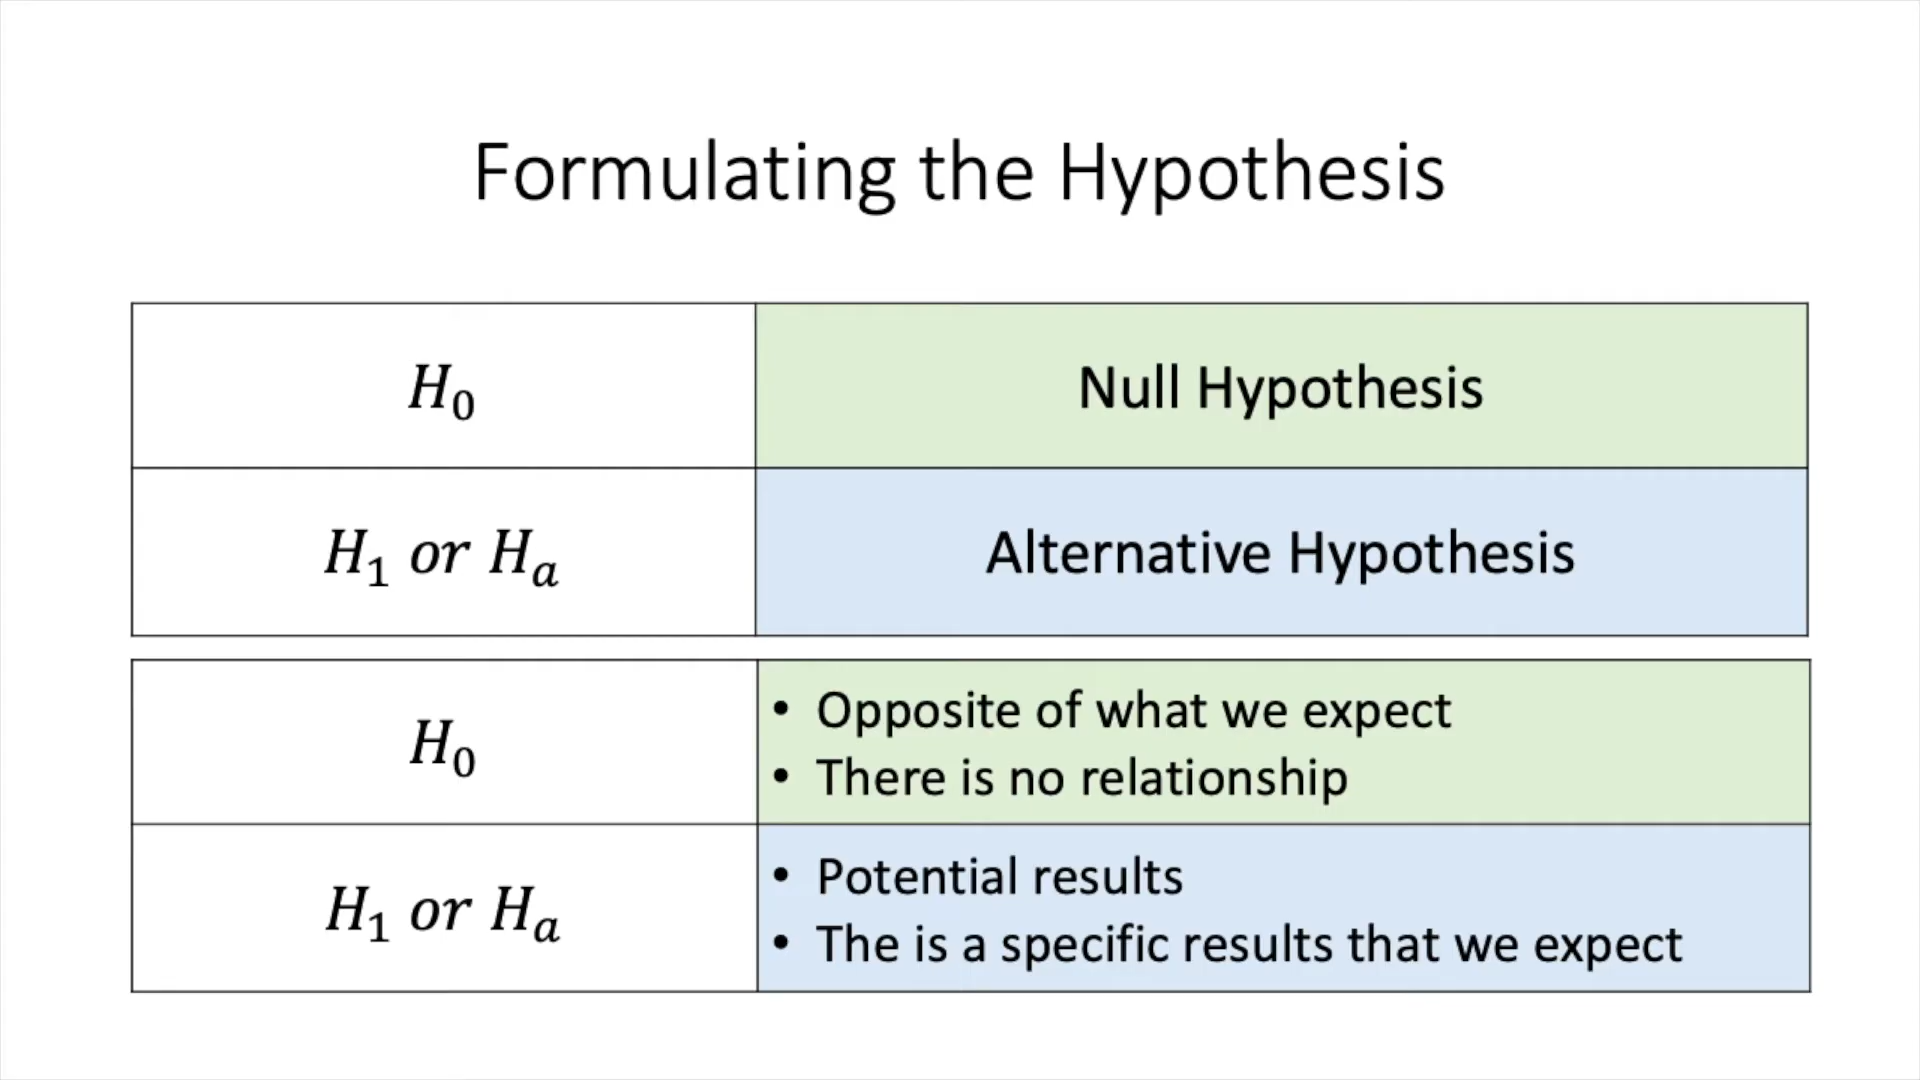 Formulating the Hypothesis
H₀
Null Hypothesis
H₁ or Hₐ
Alternative Hypothesis
H₀
• Opposite of what we expect
• There is no relationship
H₁ or Hₐ
• Potential results
• The is a specific results that we expect